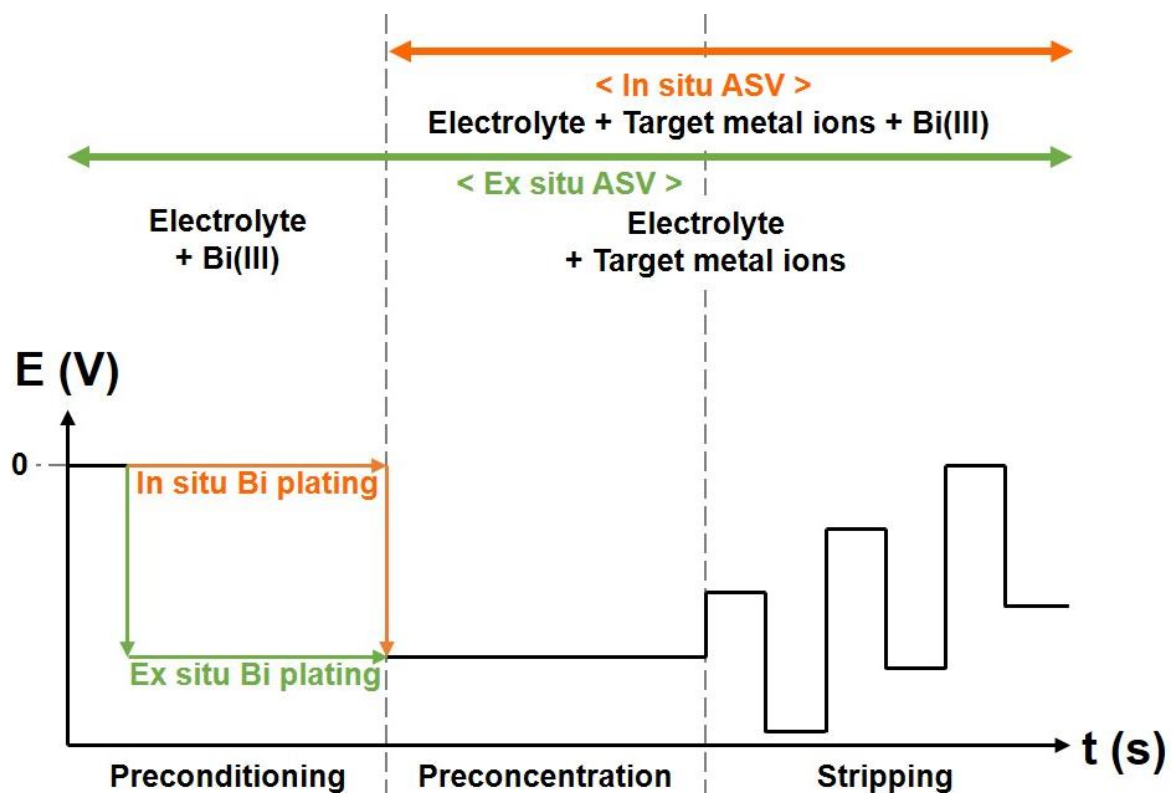 < In situ ASV >
Electrolyte + Target metal ions + Bi(III)
< Ex situ ASV >
Electrolyte
+ Bi(III)
Electrolyte
+ Target metal ions
E (V)
0
In situ Bi plating
Ex situ Bi plating
t (s)
Preconditioning
Preconcentration
Stripping